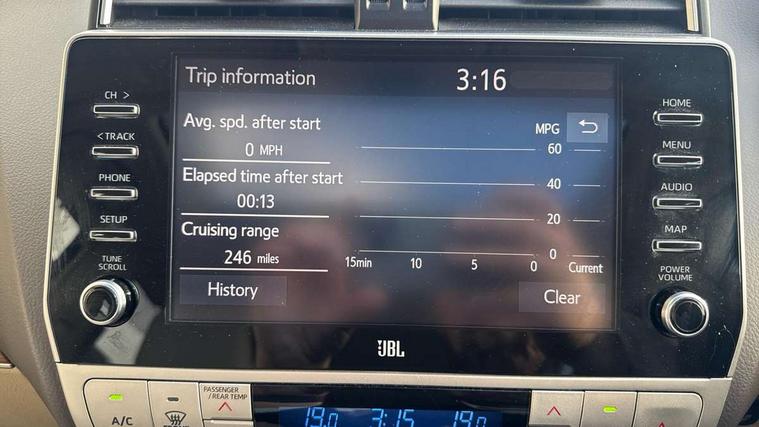 Trip information 3:16
CH >
HOME
Avg. spd. after start
MPG
0 MPH
60
< TRACK
MENU
Elapsed time after start
40
PHONE
AUDIO
00:13
20
SETUP
MAP
Cruising range
0
246 miles
15min 10 5 0 Current
TUNE
SCROLL
POWER
VOLUME
History
Clear
JBL
A/C
PASSENGER
/REAR TEMP
19.0 3:15 19.0